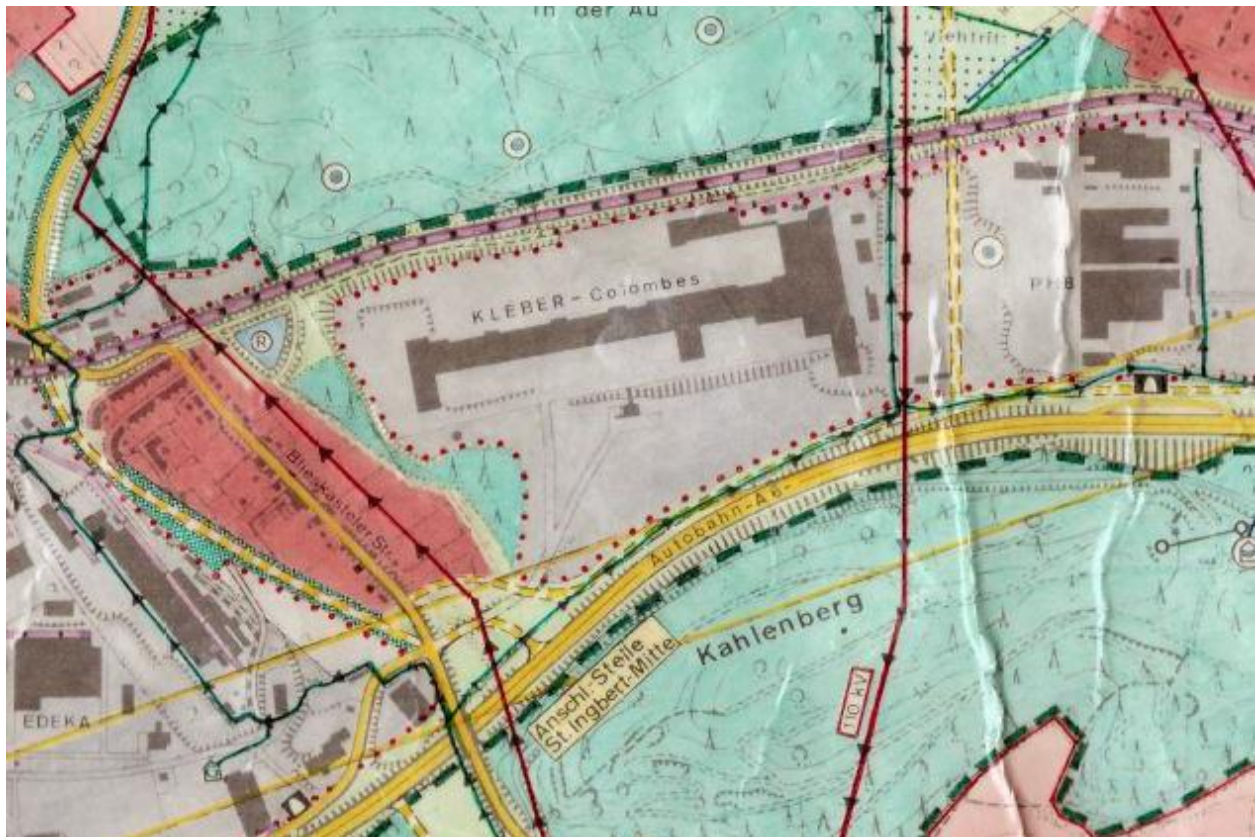 In der Au
Viehtrit-
KLEBER-Colombes
PHB
R
Blieskasteler Str.
Autobahn-A6-
Kahlenberg
Anschl. Stelle
St. Ingbert-Mitte
110 kV
EDEKA
G